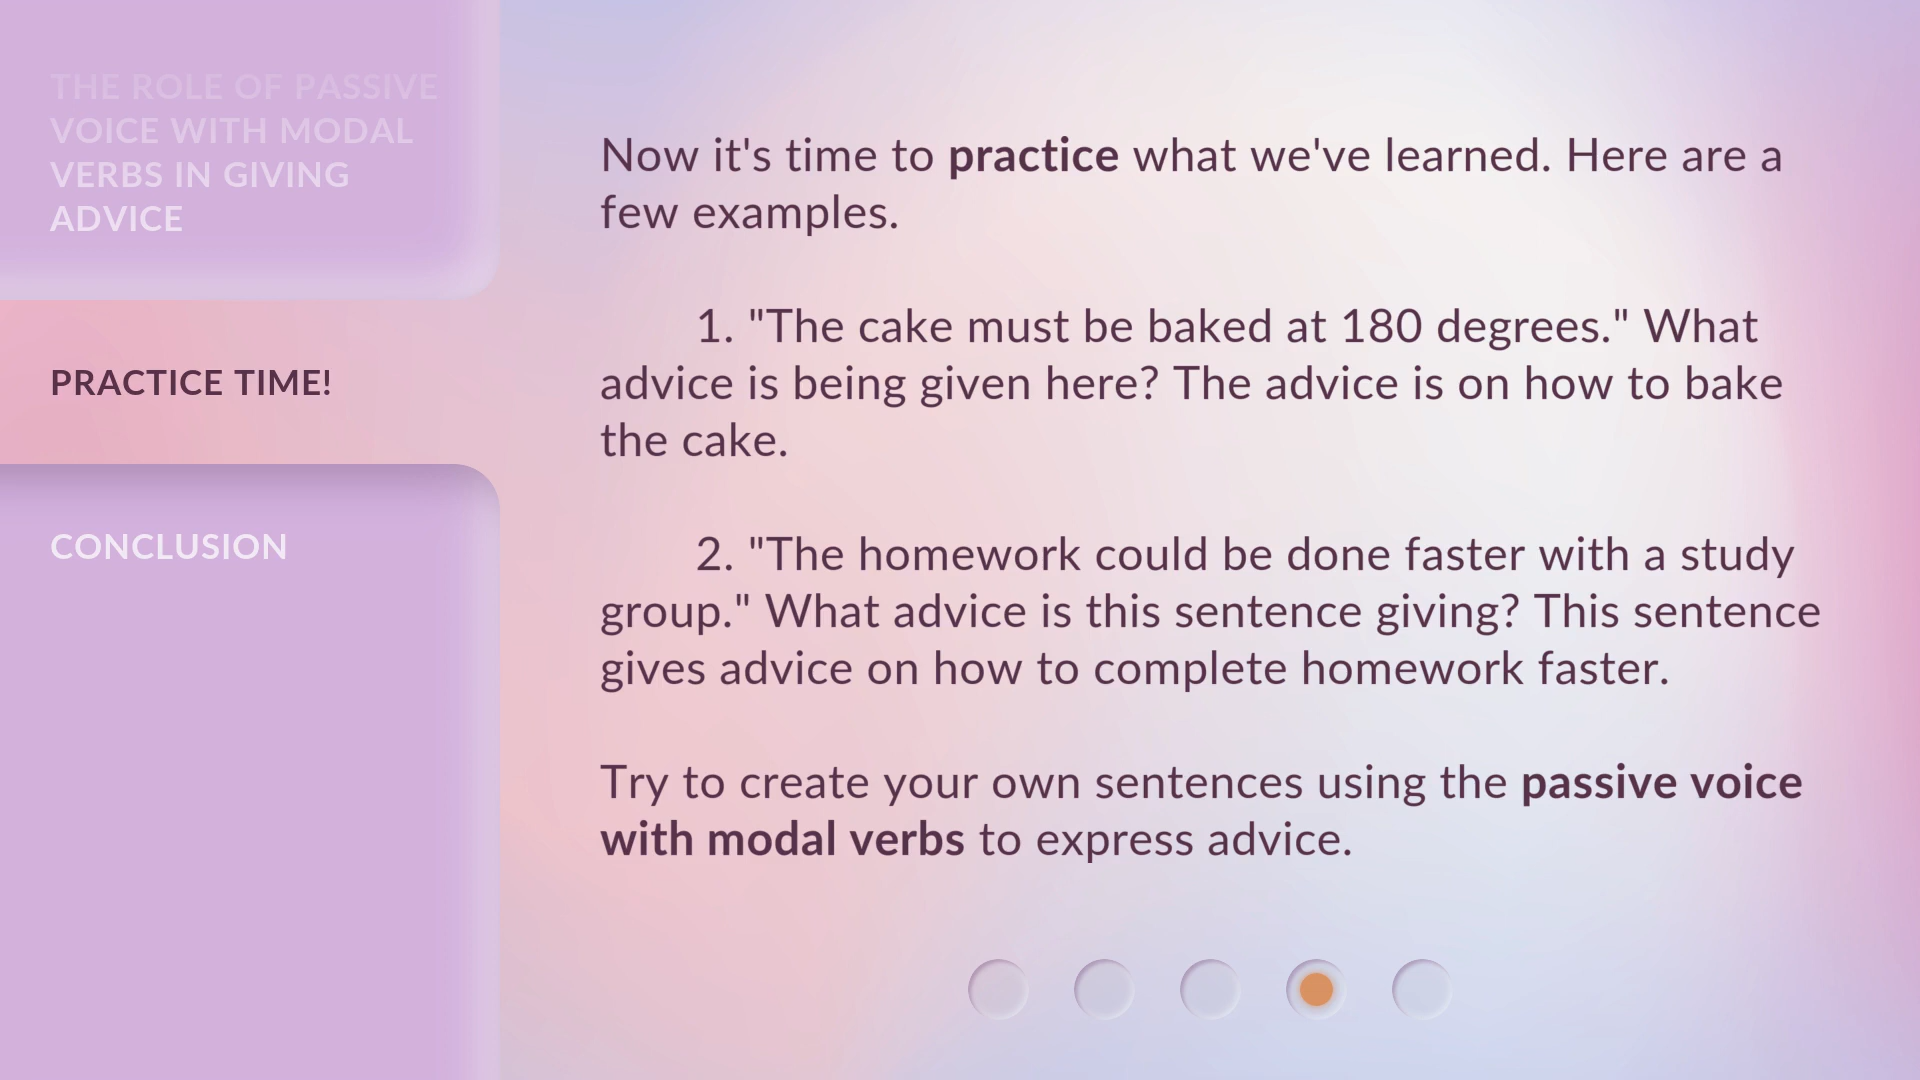 THE ROLE OF PASSIVE
VOICE WITH MODAL
VERBS IN GIVING
ADVICE
PRACTICE TIME!
CONCLUSION
Now it's time to practice what we've learned. Here are a
few examples.
1. "The cake must be baked at 180 degrees." What
advice is being given here? The advice is on how to bake
the cake.
2. "The homework could be done faster with a study
group." What advice is this sentence giving? This sentence
gives advice on how to complete homework faster.
Try to create your own sentences using the passive voice
with modal verbs to express advice.